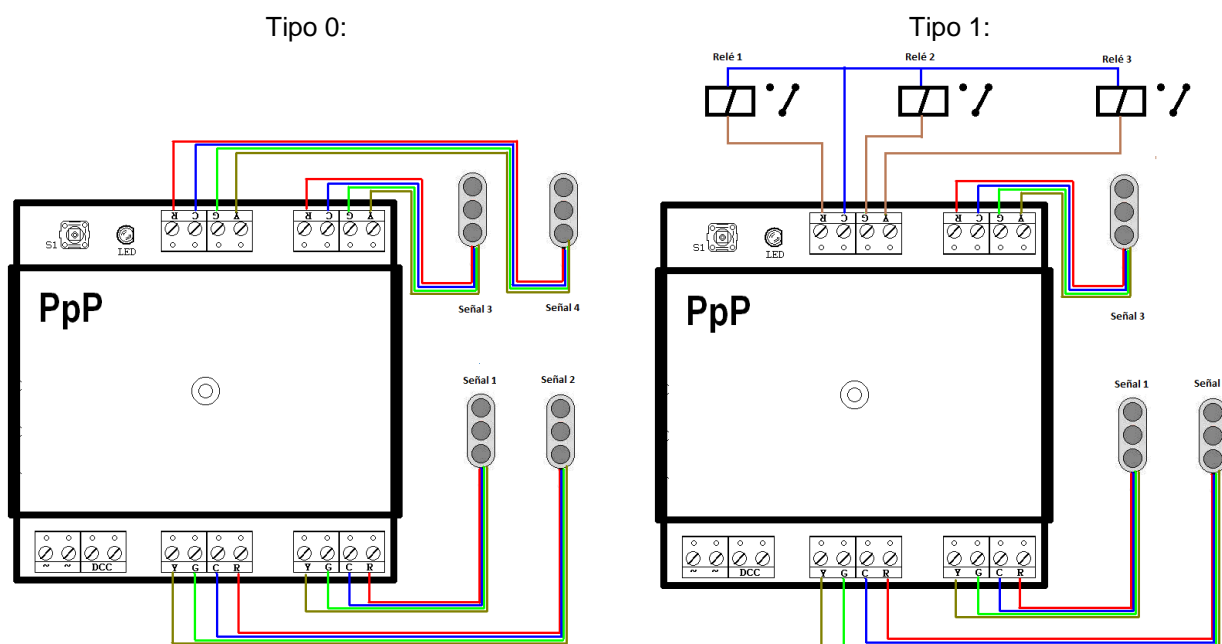 Tipo 0:
Tipo 1:
Relé 1
Relé 2
Relé 3
R C G Y
R C G Y
S1
LED
PpP
Señal 3
Señal 4
Señal 1
Señal 2
~ ~ DCC
Y G C R
Y G C R
R C G Y
R C G Y
S1
LED
PpP
Señal 3
Señal 1
Señal
~ ~ DCC
Y G C R
Y G C R